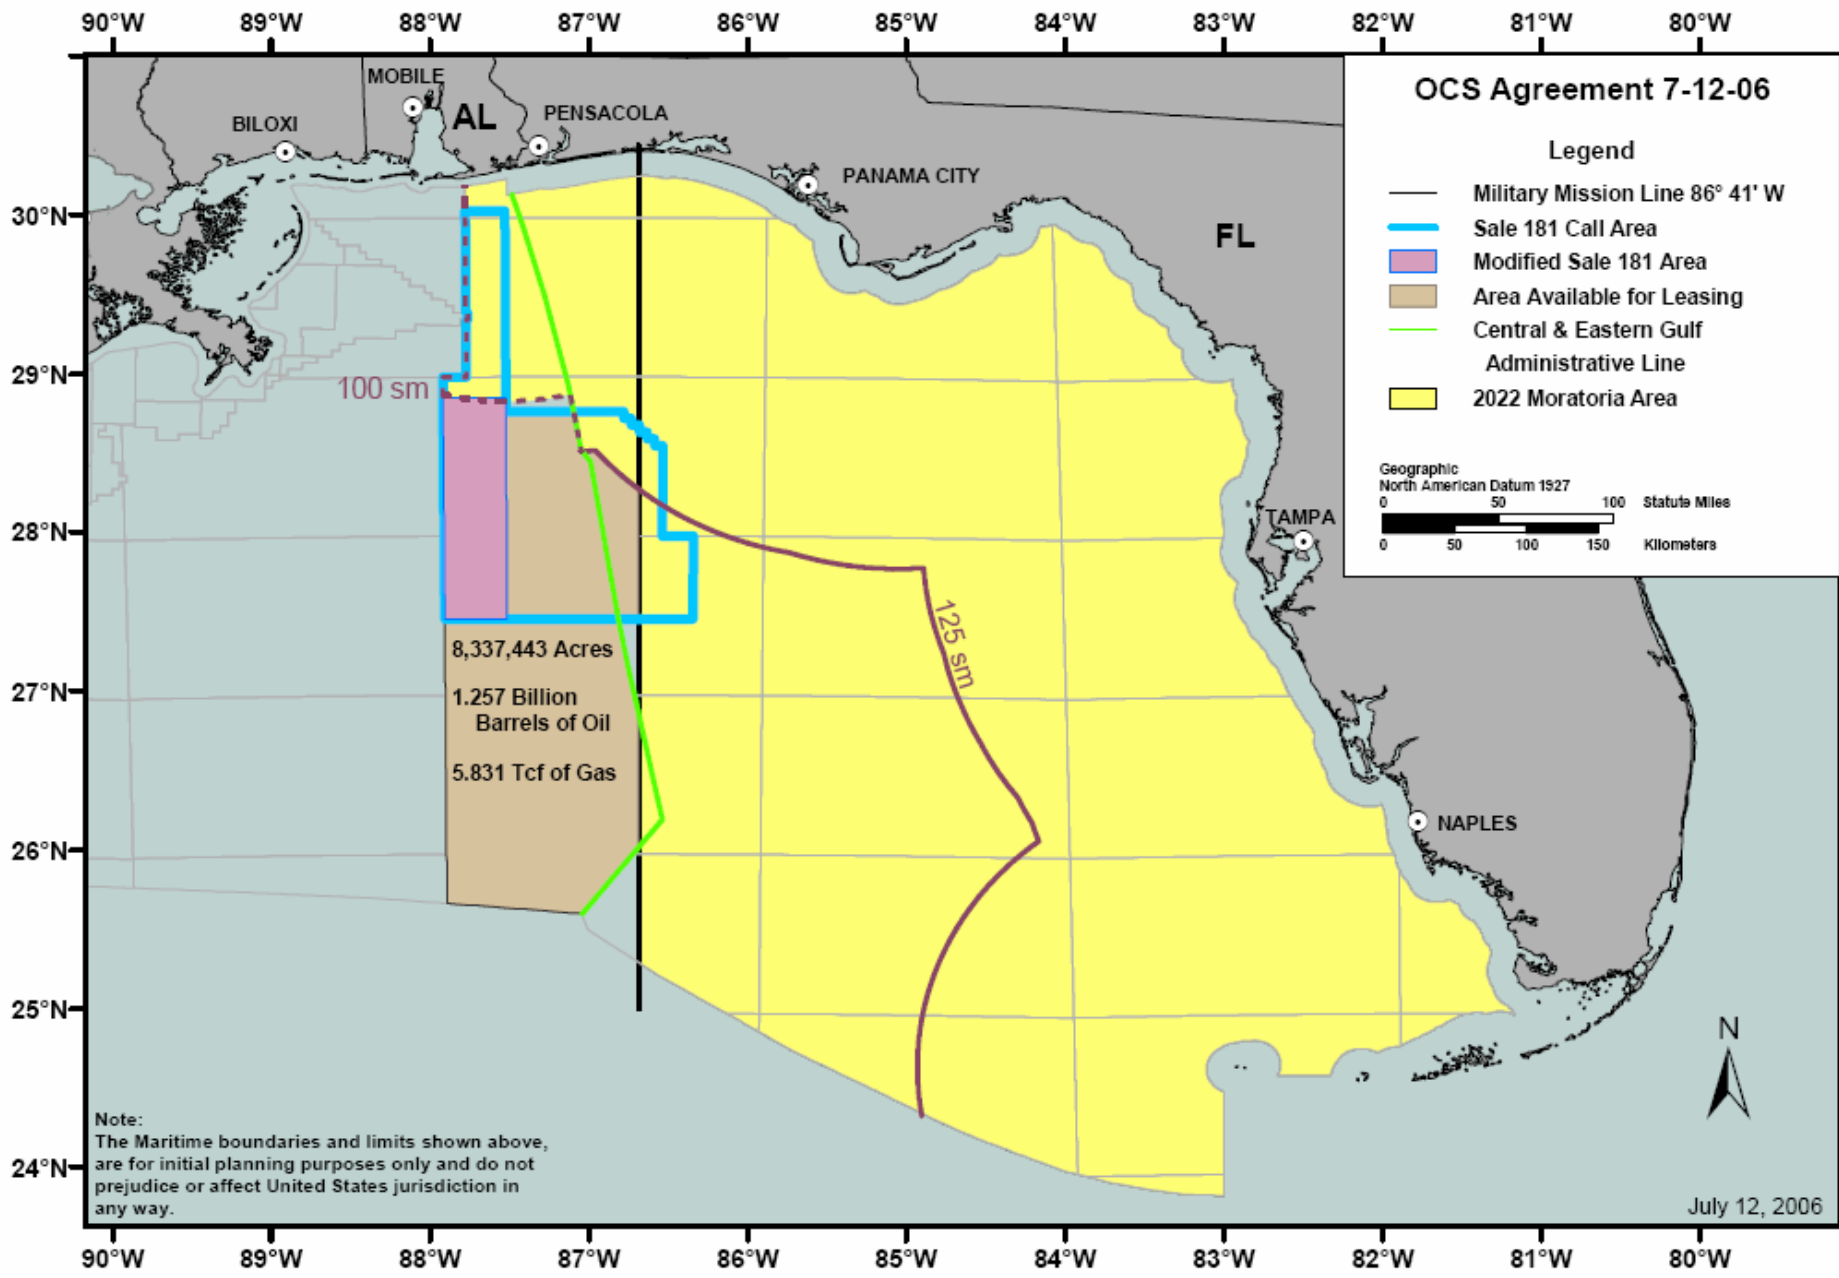 90°W 89°W 88°W 87°W 86°W 85°W 84°W 83°W 82°W 81°W 80°W
OCS Agreement 7-12-06
Legend
Military Mission Line 86° 41' W
Sale 181 Call Area
Modified Sale 181 Area
Area Available for Leasing
Central & Eastern Gulf
Administrative Line
2022 Moratoria Area
Geographic
North American Datum 1927
0 50 100 Statute Miles
0 50 100 150 Kilometers
MOBILE
AL
PENSACOLA
BILOXI
PANAMA CITY
FL
30°N
29°N
100 sm
28°N
TAMPA
125 sm
8,337,443 Acres
1.257 Billion
Barrels of Oil
5.831 Tcf of Gas
27°N
NAPLES
26°N
25°N
24°N
N
Note:
The Maritime boundaries and limits shown above,
are for initial planning purposes only and do not
prejudice or affect United States jurisdiction in
any way.
July 12, 2006
90°W 89°W 88°W 87°W 86°W 85°W 84°W 83°W 82°W 81°W 80°W